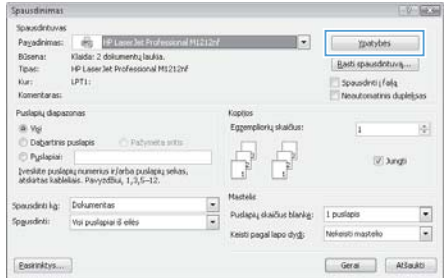 Spausdinimas
Spausdintuvas
Pavadinimas: HP LaserJet Professional M1212nf
Ypatybės
Būsena: Klaida: 2 dokumentų laukia.
Tipas: HP LaserJet Professional M1212nf
Rasti spausdintuvą...
Kur: LPT1:
Spausdinti į failą
Komentaras:
Neautomatinis dupleksas
Puslapių diapazonas
Kopijos
Visi
Egzempliorių skaičius: 1
Dabartinis puslapis
Pažymėta sritis
Puslapiai:
Jungti
Įveskite puslapių numerius ir/arba puslapių sekas,
atskirtas kableliais. Pavyzdžiui, 1,3,5–12.
Mastelis
Spausdinti ką: Dokumentas
Puslapių skaičius blanke: 1 puslapis
Spausdinti: Visi puslapiai iš eilės
Keisti pagal lapo dydį: Nekeisti mastelio
Pasirinktys...
Gerai
Atšaukti